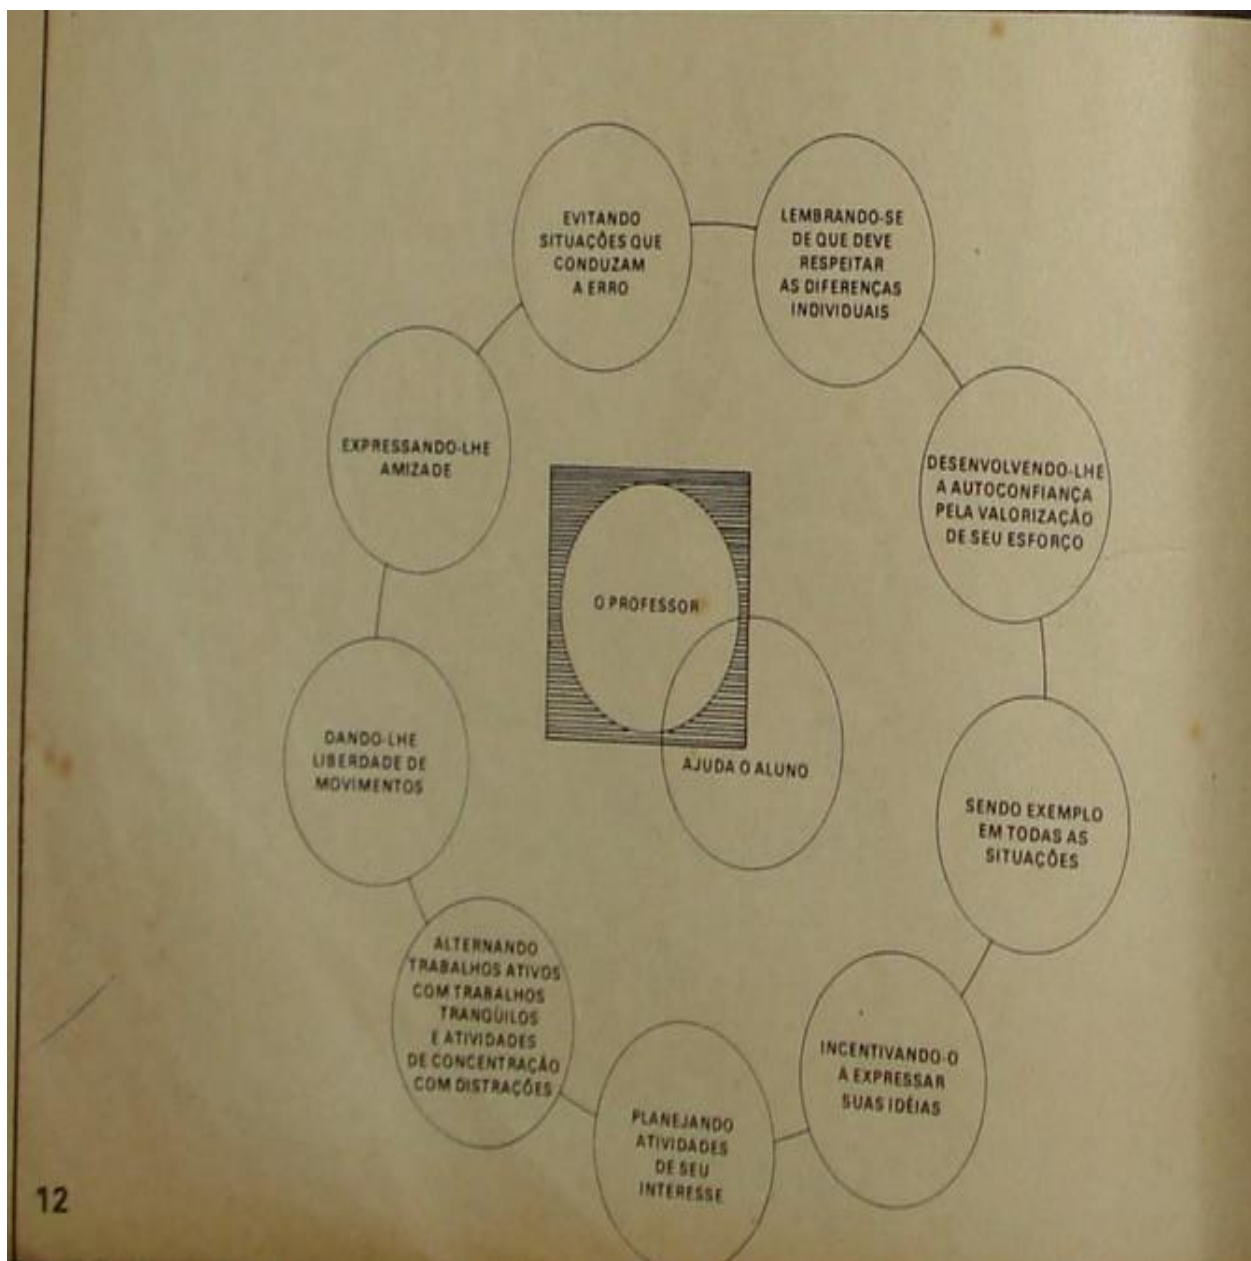 EVITANDO
SITUAÇÕES QUE
CONDUZAM
A ERRO
LEMBRANDO-SE
DE QUE DEVE
RESPEITAR
AS DIFERENÇAS
INDIVIDUAIS
DESENVOLVENDO-LHE
A AUTOCONFIANÇA
PELA VALORIZAÇÃO
DE SEU ESFORÇO
SENDO EXEMPLO
EM TODAS AS
SITUAÇÕES
INCENTIVANDO-O
A EXPRESSAR
SUAS IDÉIAS
PLANEJANDO
ATIVIDADES
DE SEU
INTERESSE
ALTERNANDO
TRABALHOS ATIVOS
COM TRABALHOS
TRANQÜILOS
E ATIVIDADES
DE CONCENTRAÇÃO
COM DISTRAÇÕES
DANDO-LHE
LIBERDADE DE
MOVIMENTOS
EXPRESSANDO-LHE
AMIZADE
O PROFESSOR
AJUDA O ALUNO
12